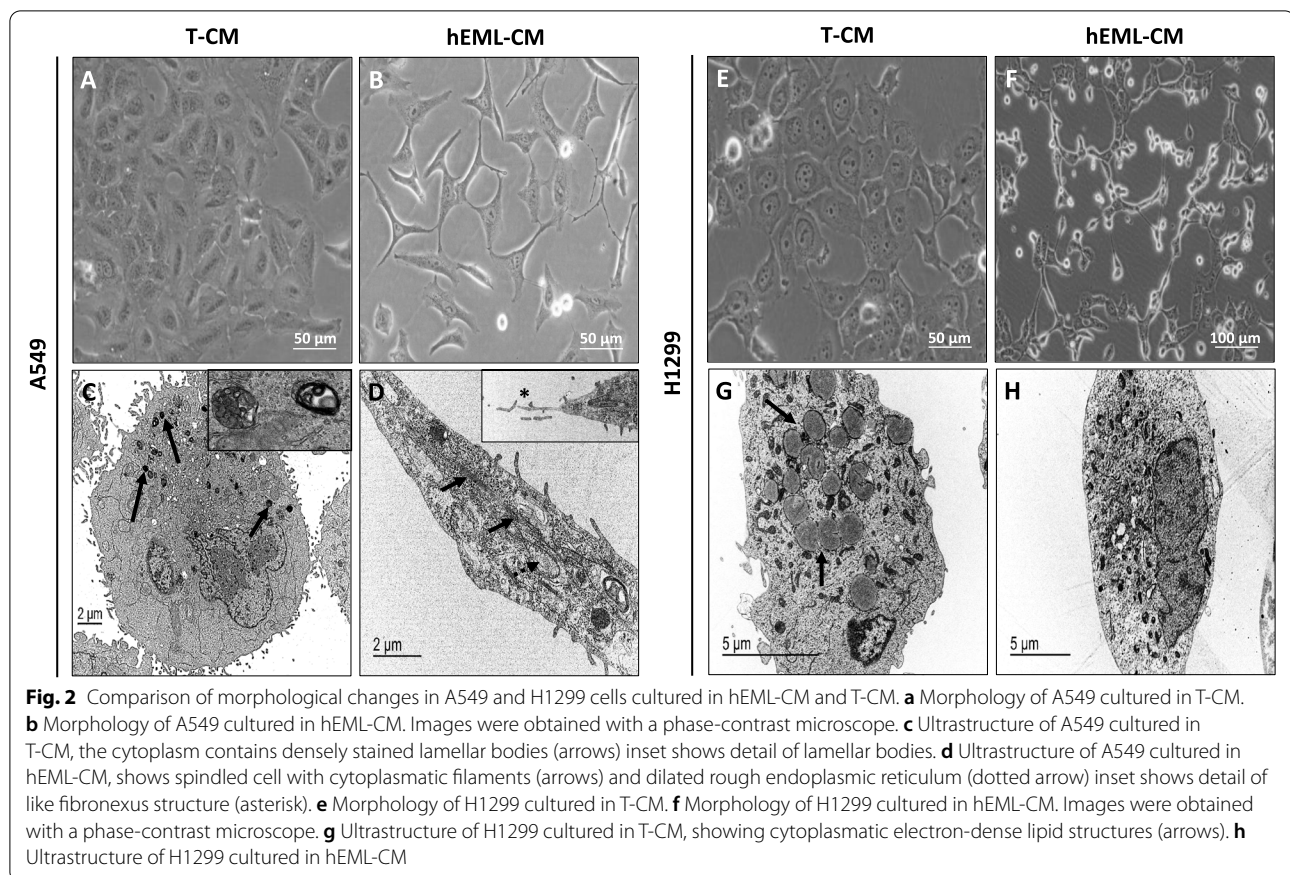 T-CM
hEML-CM
T-CM
hEML-CM
A549
H1299
A
50 µm
B
50 µm
E
50 µm
F
100 µm
C
2 µm
D
*
2 µm
G
5 µm
H
5 µm
Fig. 2 Comparison of morphological changes in A549 and H1299 cells cultured in hEML-CM and T-CM. a Morphology of A549 cultured in T-CM.
b Morphology of A549 cultured in hEML-CM. Images were obtained with a phase-contrast microscope. c Ultrastructure of A549 cultured in
T-CM, the cytoplasm contains densely stained lamellar bodies (arrows) inset shows detail of lamellar bodies. d Ultrastructure of A549 cultured in
hEML-CM, shows spindled cell with cytoplasmatic filaments (arrows) and dilated rough endoplasmic reticulum (dotted arrow) inset shows detail of
like fibronexus structure (asterisk). e Morphology of H1299 cultured in T-CM. f Morphology of H1299 cultured in hEML-CM. Images were obtained
with a phase-contrast microscope. g Ultrastructure of H1299 cultured in T-CM, showing cytoplasmatic electron-dense lipid structures (arrows). h
Ultrastructure of H1299 cultured in hEML-CM